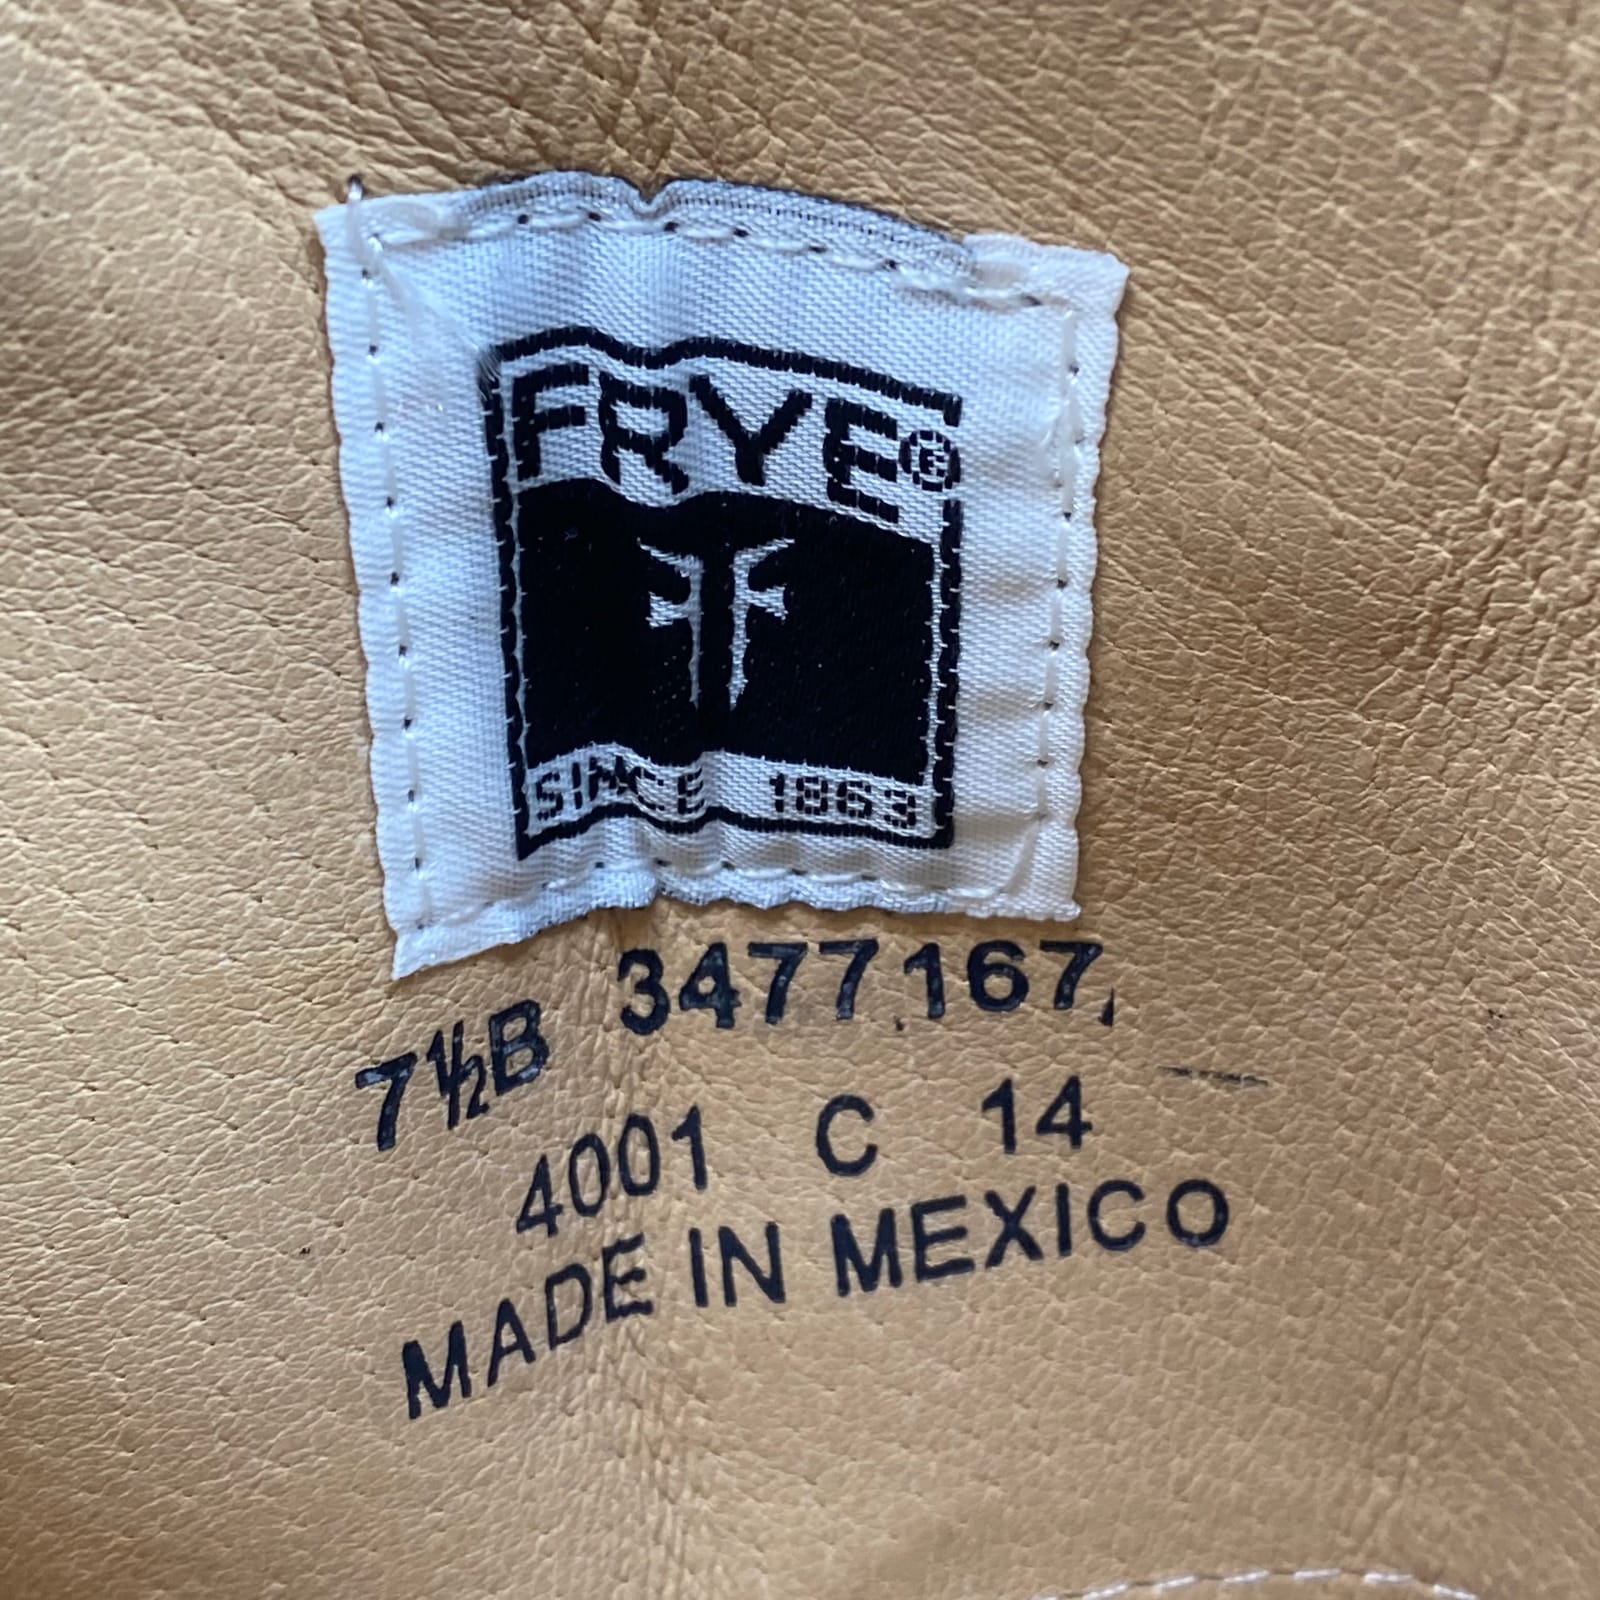 FRYE®
SINCE 1863
7½B 3477167
4001 C 14
MADE IN MEXICO